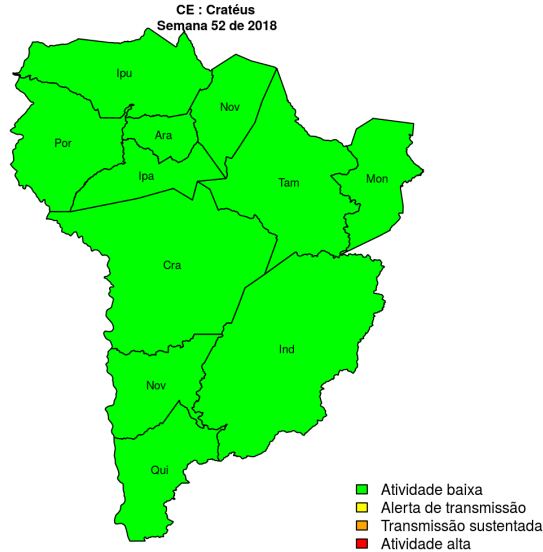 CE : Cratéus
Semana 52 de 2018
Ipu
Nov
Por
Ara
Ipa
Tam
Mon
Cra
Ind
Nov
Qui
Atividade baixa
Alerta de transmissão
Transmissão sustentada
Atividade alta